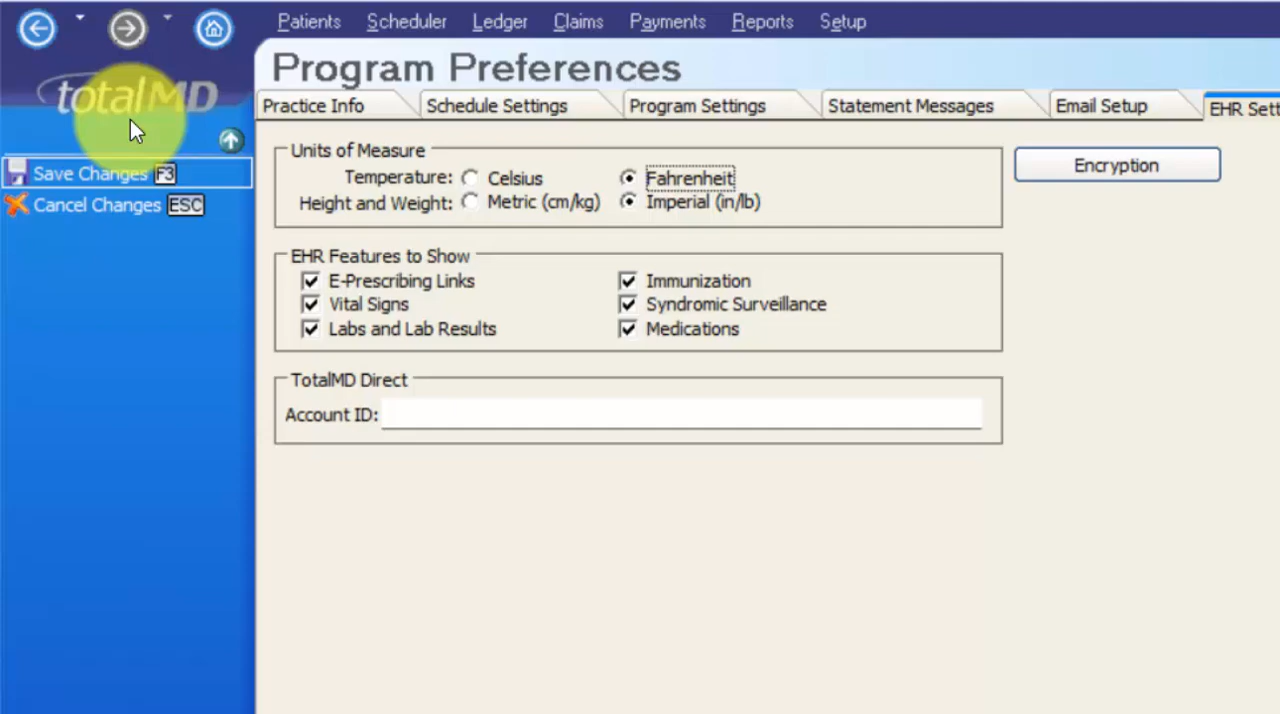 Patients Scheduler Ledger Claims Payments Reports Setup
totalMD
Program Preferences
Practice Info Schedule Settings Program Settings Statement Messages Email Setup EHR Sett
Save Changes F3
Cancel Changes ESC
Units of Measure
Temperature: Celsius Fahrenheit
Height and Weight: Metric (cm/kg) Imperial (in/lb)
Encryption
EHR Features to Show
E-Prescribing Links Immunization
Vital Signs Syndromic Surveillance
Labs and Lab Results Medications
TotalMD Direct
Account ID: